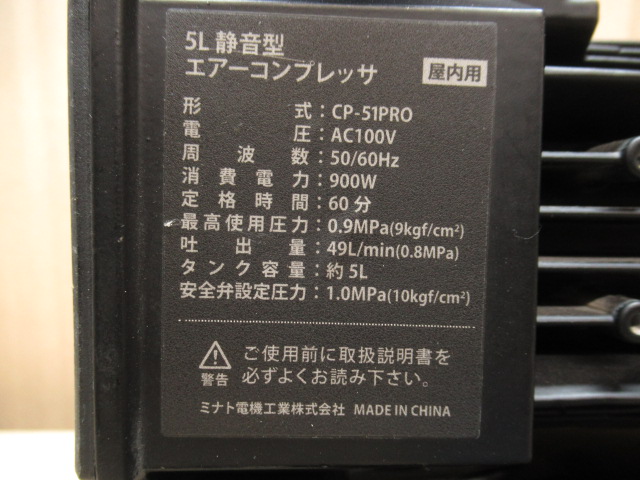 5L 静音型
エアーコンプレッサ
屋内用
形式：CP-51PRO
電圧：AC100V
周波数：50/60Hz
消費電力：900W
定格時間：60分
最高使用圧力：0.9MPa(9kgf/cm²)
吐出量：49L/min(0.8MPa)
タンク容量：約5L
安全弁設定圧力：1.0MPa(10kgf/cm²)
ご使用前に取扱説明書を
必ずよくお読み下さい。
警告
ミナト電機工業株式会社 MADE IN CHINA